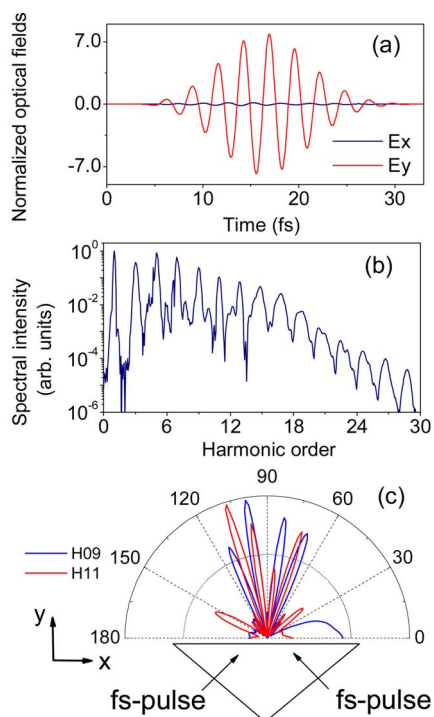 (a)
Normalized optical fields
7.0
0.0
-7.0
Ex
Ey
0 10 20 30
Time (fs)
(b)
Spectral intensity
(arb. units)
10^0
10^-2
10^-4
10^-6
0 6 12 18 24 30
Harmonic order
(c)
90
120 60
150 30
180 0
H09
H11
y
x
fs-pulse fs-pulse